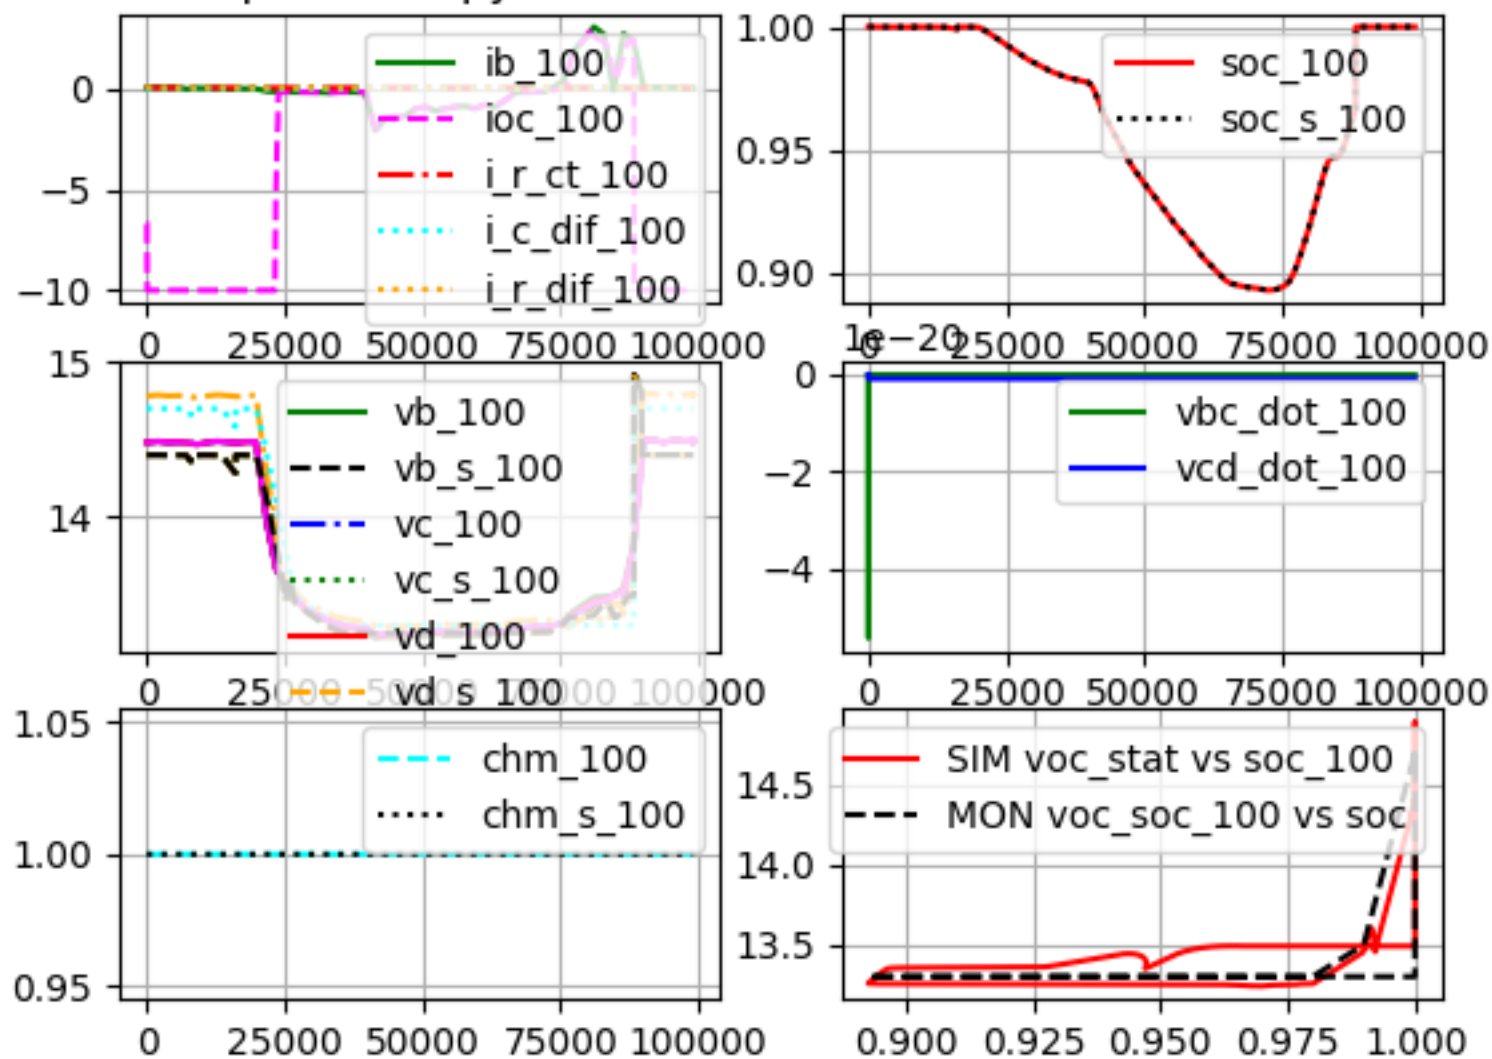 ib_100
ioc_100
i_r_ct_100
i_c_dif_100
i_r_dif_100
0
−5
−10
0 25000 50000 75000 100000
soc_100
soc_s_100
1.00
0.95
0.90
0 25000 50000 75000 100000
vb_100
vb_s_100
vc_100
vc_s_100
vd_100
vd_s_100
15
14
0 25000 50000 75000 100000
1e−20
vbc_dot_100
vcd_dot_100
0
−2
−4
0 25000 50000 75000 100000
chm_100
chm_s_100
1.05
1.00
0.95
0 25000 50000 75000 100000
SIM voc_stat vs soc_100
MON voc_soc_100 vs soc
14.5
14.0
13.5
0.900 0.925 0.950 0.975 1.000